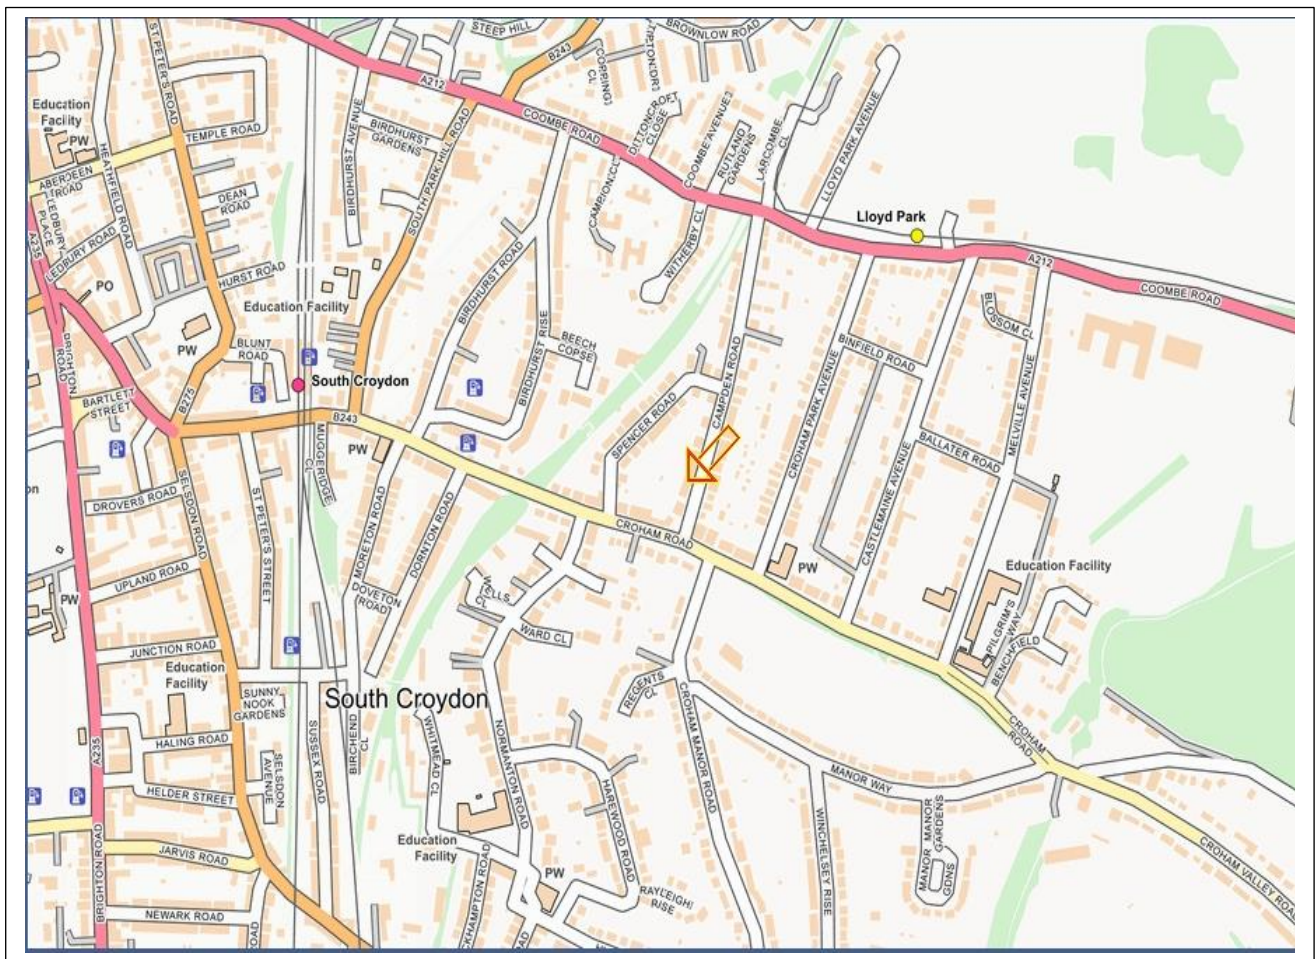 STEEP HILL
BROWNLOW ROAD
B243
ST PETER'S ROAD
A212
COPPING
CL
TIPTON DR
Education
Facility
PW
TEMPLE ROAD
HEATHFIELD ROAD
ABERDEEN
ROAD
BIRDHURST AVENUE
BIRDHURST
GARDENS
SOUTH PARK HILL ROAD
COOMBE ROAD
DITTONCROFT
CLOSE
COOMBE AVENUE
RUTLAND
GARDENS
LARCOMBE
CL
LLOYD PARK AVENUE
CAMPION CL
DEAN
ROAD
LEDBURY
PLACE
LEDBURY ROAD
A235
Lloyd Park
WITHERBY CL
HURST ROAD
PO
Education Facility
BIRDHURST ROAD
A212
COOMBE ROAD
BLOSSOM CL
BIRDHURST RISE
BEECH
COPSE
BINFIELD ROAD
PW
BLUNT
ROAD
BRIGHTON
ROAD
South Croydon
CAMPDEN ROAD
CROHAM PARK AVENUE
MELVILLE AVENUE
BARTLETT
STREET
B275
B243
SPENCER ROAD
BALLATER ROAD
PW
MUGGERIDGE
CL
DROVERS ROAD
SELSDON ROAD
ST PETER'S STREET
MORETON ROAD
DORNTON ROAD
CROHAM ROAD
CASTLEMAINE AVENUE
PW
Education Facility
UPLAND ROAD
PW
DOVETON
ROAD
WELLS
CL
WARD CL
PILGRIM'S
WAY
BENCHFIELD
JUNCTION ROAD
Education
Facility
SUNNY
NOOK
GARDENS
South Croydon
REGENTS
CL
CROHAM MANOR ROAD
CROHAM
ROAD
A235
HALING ROAD
SELSDON
AVENUE
SUSSEX ROAD
BIRCHEND
CL
WHITMEAD CL
NORMANTON ROAD
HAREWOOD ROAD
MANOR WAY
HELDER STREET
WINCHELSEY RISE
MANOR
GARDENS
MANOR
GDNS
BRIGHTON ROAD
JARVIS ROAD
Education
Facility
PW
RAYLEIGH
RISE
CROHAM VALLEY ROAD
NEWARK ROAD
ROAD
CKHAMPTON ROAD
ROAD